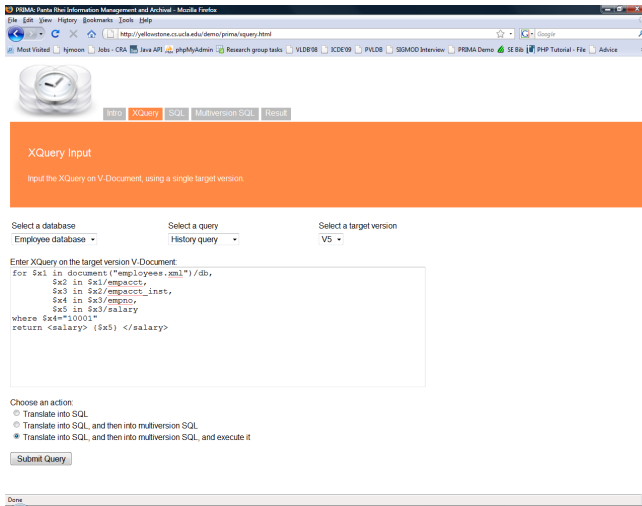 PRIMA: Panta Rhei Information Management and Archival - Mozilla Firefox
File Edit View History Bookmarks Tools Help
http://yellowstone.cs.ucla.edu/demo/prima/xquery.html
Google
Most Visited hjmoon Jobs - CRA Java API phpMyAdmin Research group tasks VLDB'08 ICDE'09 PVLDB SIGMOD Interview PRIMA Demo SE Bib PHP Tutorial - File Advice
Intro XQuery SQL Multiversion SQL Result
XQuery Input
Input the XQuery on V-Document, using a single target version.
Select a database Select a query Select a target version
Employee database History query V5
Enter XQuery on the target version V-Document:
for $x1 in document("employees.xml")/db,
$x2 in $x1/empacct,
$x3 in $x2/empacct_inst,
$x4 in $x3/empno,
$x5 in $x3/salary
where $x4="10001"
return <salary> {$x5} </salary>
Choose an action:
Translate into SQL
Translate into SQL, and then into multiversion SQL
Translate into SQL, and then into multiversion SQL, and execute it
Submit Query
Done